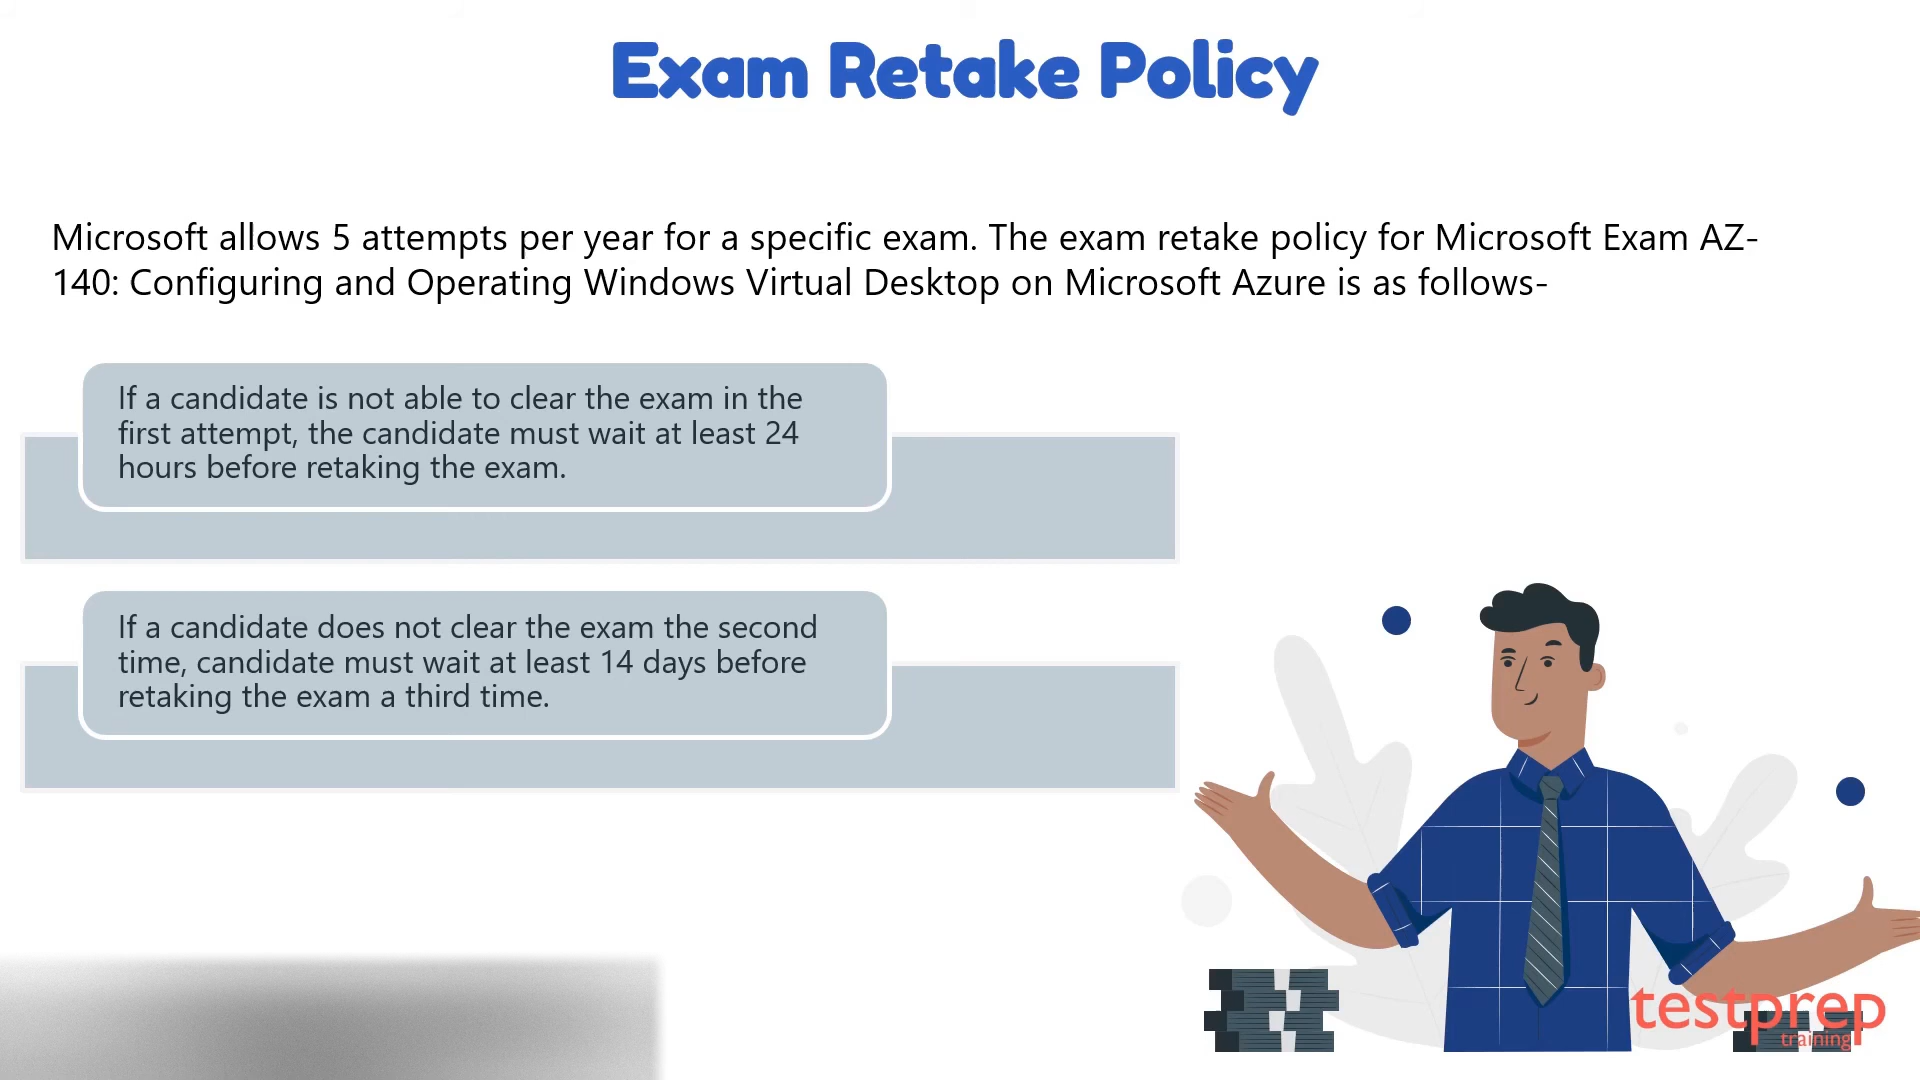 Exam Retake Policy
Microsoft allows 5 attempts per year for a specific exam. The exam retake policy for Microsoft Exam AZ-
140: Configuring and Operating Windows Virtual Desktop on Microsoft Azure is as follows-
If a candidate is not able to clear the exam in the
first attempt, the candidate must wait at least 24
hours before retaking the exam.
If a candidate does not clear the exam the second
time, candidate must wait at least 14 days before
retaking the exam a third time.
testprep
training